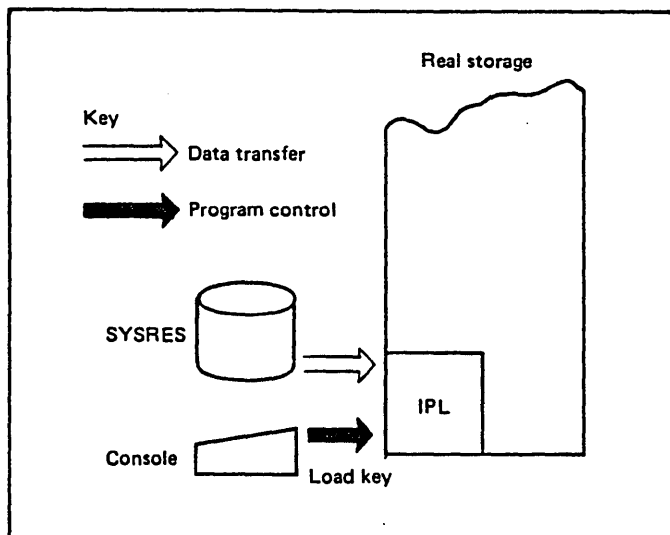 Real storage
Key
Data transfer
Program control
SYSRES
IPL
Console
Load key